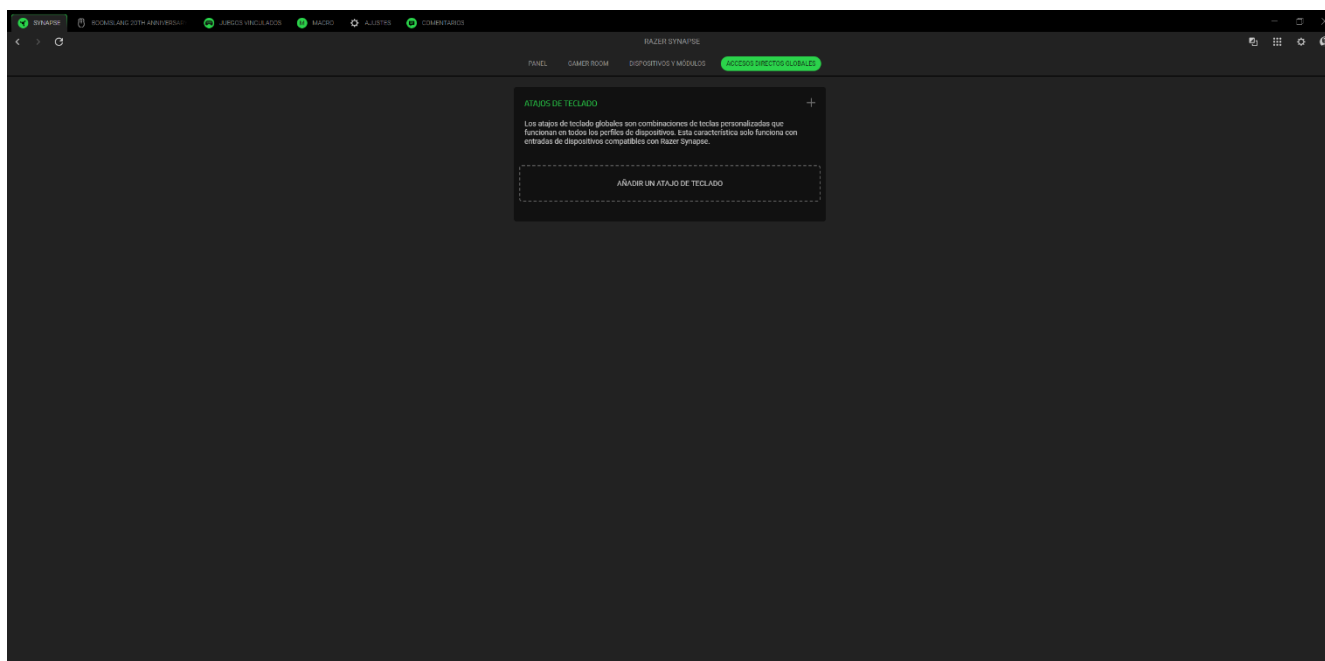 SYNAPSE
BOOMSLANG 20TH ANNIVERSAR
JUEGOS VINCULADOS
MACRO
AJUSTES
COMENTARIOS
RAZER SYNAPSE
PANEL
GAMER ROOM
DISPOSITIVOS Y MÓDULOS
ACCESOS DIRECTOS GLOBALES
ATAJOS DE TECLADO
Los atajos de teclado globales son combinaciones de teclas personalizadas que
funcionan en todos los perfiles de dispositivos. Esta característica solo funciona con
entradas de dispositivos compatibles con Razer Synapse.
AÑADIR UN ATAJO DE TECLADO